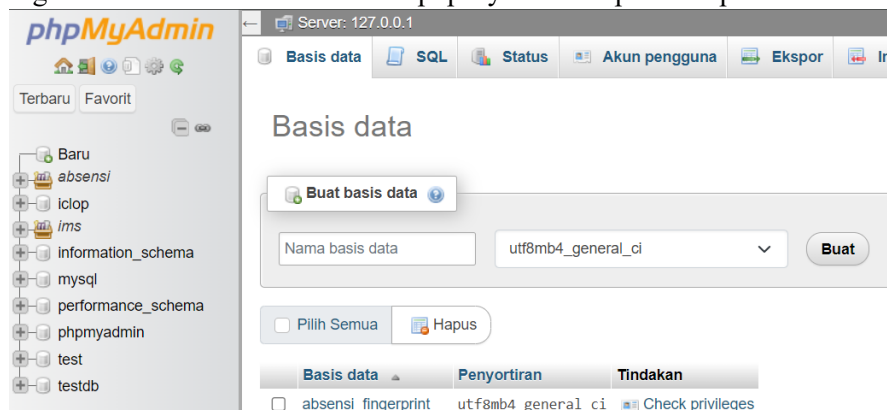 phpMyAdmin
Terbaru Favorit
Baru
absensi
iclop
ims
information_schema
mysql
performance_schema
phpmyadmin
test
testdb
Server: 127.0.0.1
Basis data SQL Status Akun pengguna Ekspor
Basis data
Buat basis data
Nama basis data utf8mb4_general_ci Buat
Pilih Semua Hapus
Basis data Penyortiran Tindakan
absensi_fingerprint utf8mb4_general_ci Check privileges